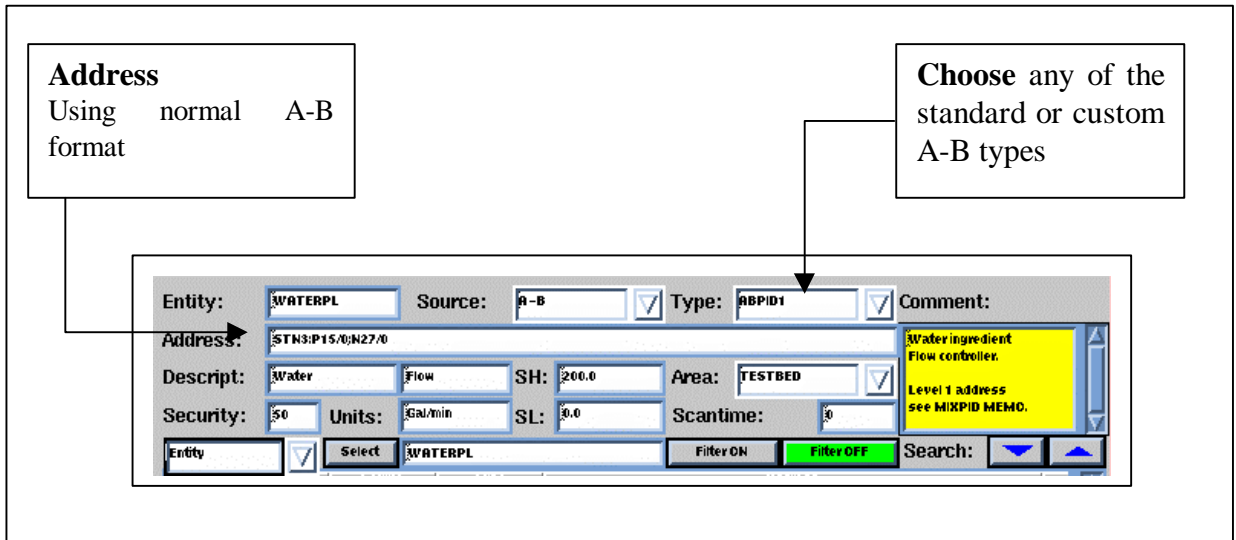 Address
Using normal A-B
format
Choose any of the
standard or custom
A-B types
Entity: WATERPL Source: A-B Type: ABPID1 Comment:
Address: STN3:P15/0;N27/0
Water ingredient
Flow controller.
Level 1 address
see MIXPID MEMO.
Descript: Water Flow SH: 200.0 Area: TESTBED
Security: 50 Units: Gal/min SL: 0.0 Scantime: 0
Entity Select WATERPL Filter ON Filter OFF Search: